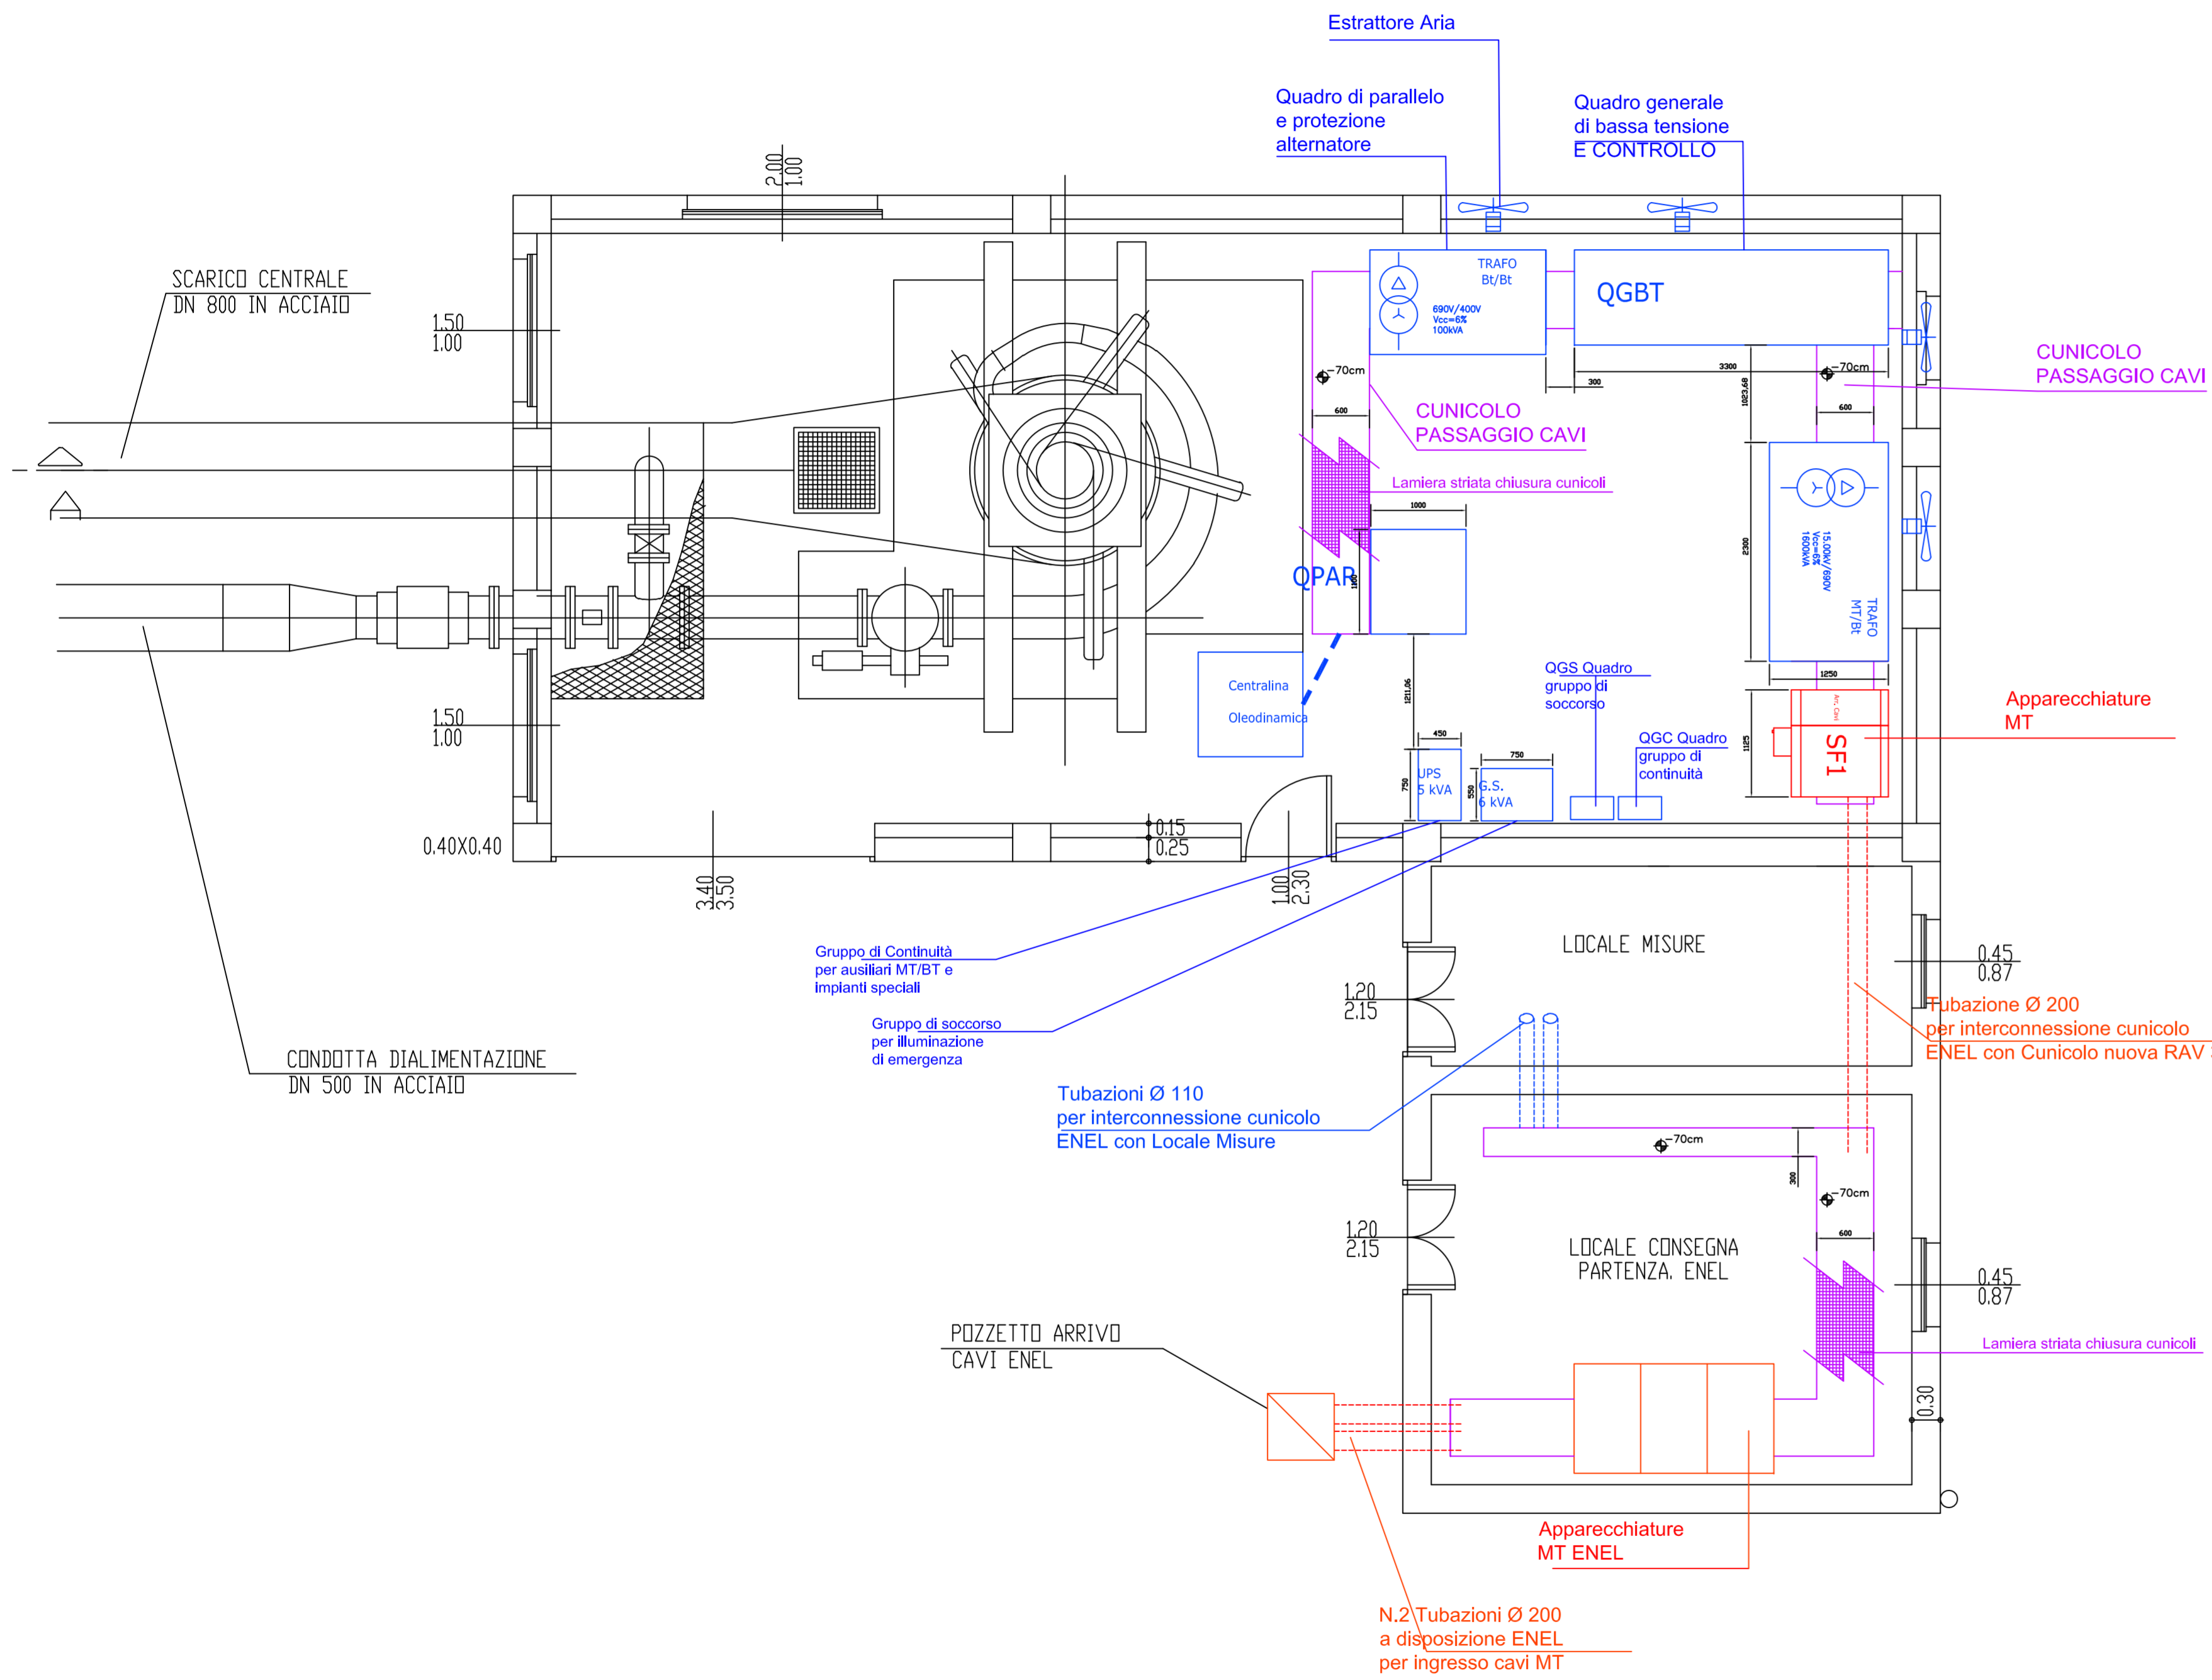 Estrattore Aria
Quadro di parallelo
e protezione
alternatore
Quadro generale
di bassa tensione
E CONTROLLO
2.00
1.00
SCARICO CENTRALE
DN 800 IN ACCIAIO
1.50
1.00
TRAFO
Bt/Bt
690V/400V
Vcc=6%
100kVA
QGBT
3300
300
1023,68
-70cm
600
-70cm
600
CUNICOLO
PASSAGGIO CAVI
CUNICOLO
PASSAGGIO CAVI
Lamiera striata chiusura cunicoli
1000
QPAR
1100
2300
15.00kV/690V
Vcc=6%
1600kVA
TRAFO
MT/Bt
1250
Centralina
Oleodinamica
1211,06
QGS Quadro
gruppo di
soccorso
QGC Quadro
gruppo di
continuità
450
750
UPS
5 kVA
750
550
G.S.
6 kVA
Arr. Cavi
SF1
1125
Apparecchiature
MT
1.50
1.00
0.40X0.40
0.15
0.25
3.40
3.50
1.00
2.30
Gruppo di Continuità
per ausiliari MT/BT e
impianti speciali
Gruppo di soccorso
per illuminazione
di emergenza
LOCALE MISURE
0.45
0.87
1.20
2.15
Tubazione Ø 200
per interconnessione cunicolo
ENEL con Cunicolo nuova RAV
CONDOTTA DIALIMENTAZIONE
DN 500 IN ACCIAIO
Tubazioni Ø 110
per interconnessione cunicolo
ENEL con Locale Misure
-70cm
300
-70cm
600
1.20
2.15
LOCALE CONSEGNA
PARTENZA. ENEL
0.45
0.87
POZZETTO ARRIVO
CAVI ENEL
Lamiera striata chiusura cunicoli
0.30
Apparecchiature
MT ENEL
N.2 Tubazioni Ø 200
a disposizione ENEL
per ingresso cavi MT